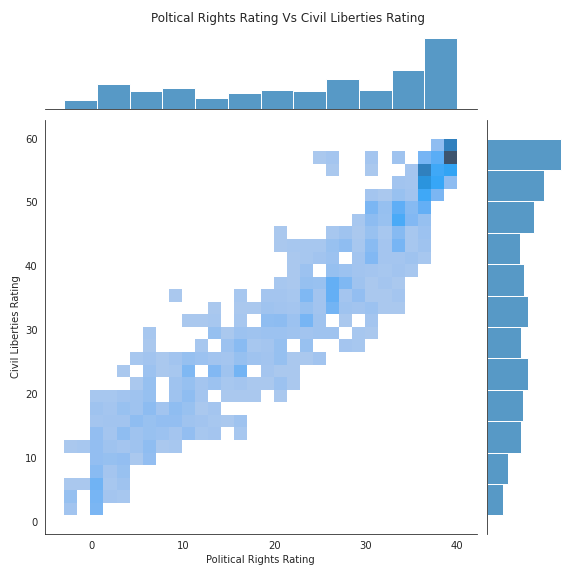 Poltical Rights Rating Vs Civil Liberties Rating
60
50
40
30
20
10
0
Civil Liberties Rating
0 10 20 30 40
Political Rights Rating